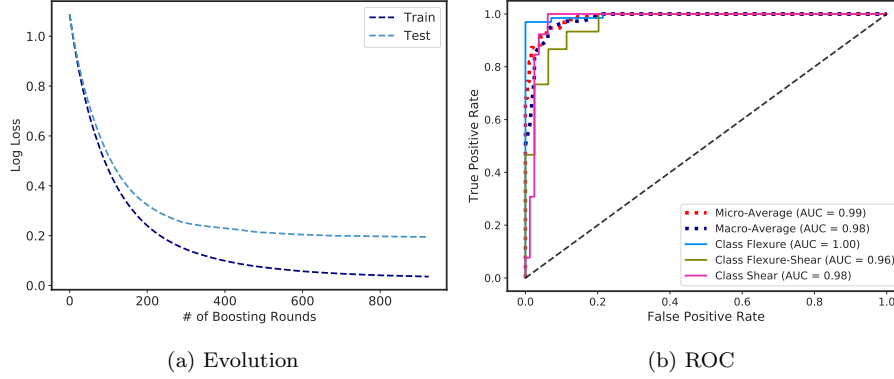 1.0
0.8
0.6
0.4
0.2
0.0
Log Loss
0
200
400
600
800
# of Boosting Rounds
Train
Test
(a) Evolution
1.0
0.8
0.6
0.4
0.2
0.0
True Positive Rate
0.0
0.2
0.4
0.6
0.8
1.0
False Positive Rate
Micro-Average (AUC = 0.99)
Macro-Average (AUC = 0.98)
Class Flexure (AUC = 1.00)
Class Flexure-Shear (AUC = 0.96)
Class Shear (AUC = 0.98)
(b) ROC